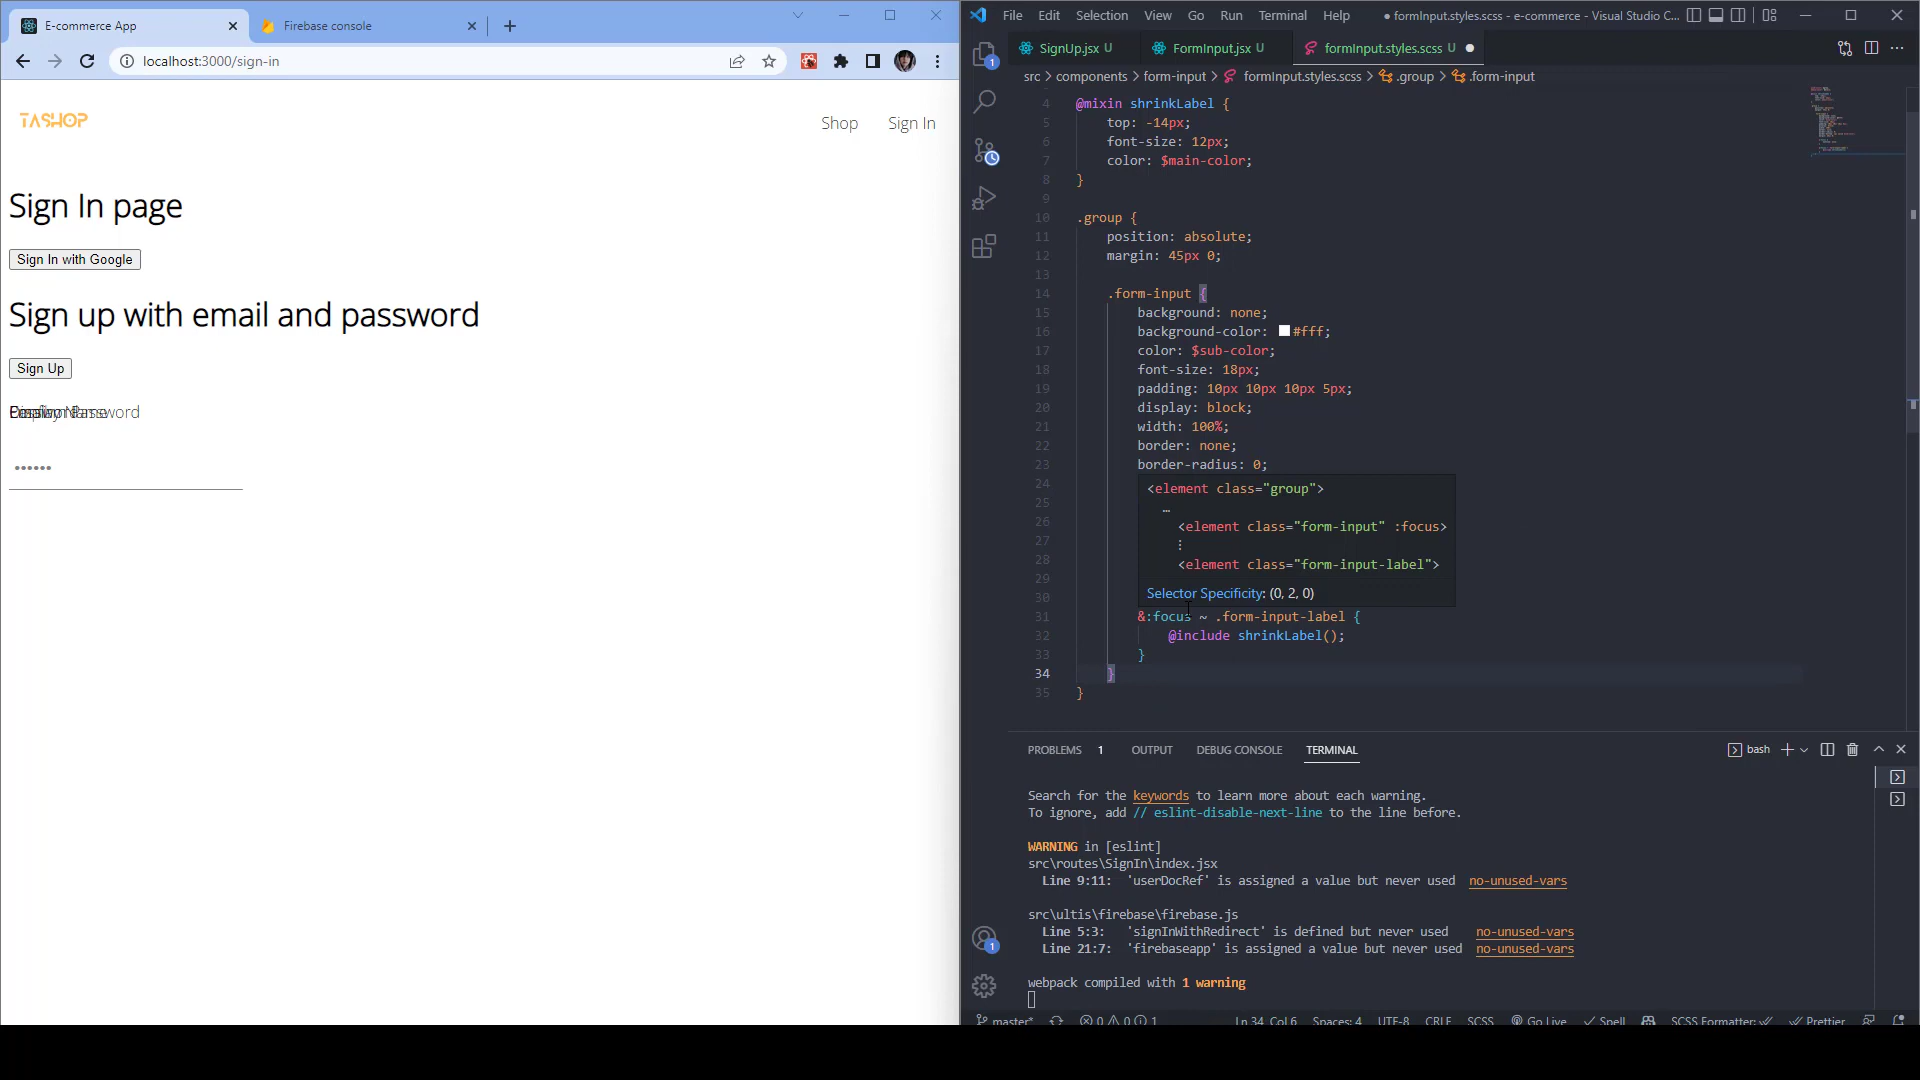 E-commerce App
Firebase console
localhost:3000/sign-in
TASHOP
Shop
Sign In
Sign In page
Sign In with Google
Sign up with email and password
Sign Up
••••••
File Edit Selection View Go Run Terminal Help
● formInput.styles.scss - e-commerce - Visual Studio C...
SignUp.jsx U
FormInput.jsx U
formInput.styles.scss U
src > components > form-input > formInput.styles.scss > .group > .form-input
4 @mixin shrinkLabel {
5 top: -14px;
6 font-size: 12px;
7 color: $main-color;
8 }
9
10 .group {
11 position: absolute;
12 margin: 45px 0;
13
14 .form-input {
15 background: none;
16 background-color: #fff;
17 color: $sub-color;
18 font-size: 18px;
19 padding: 10px 10px 10px 5px;
20 display: block;
21 width: 100%;
22 border: none;
23 border-radius: 0;
24 <element class="group">
25 …
26 <element class="form-input" :focus>
27 ⋮
28 <element class="form-input-label">
29
30 Selector Specificity: (0, 2, 0)
31 &:focus ~ .form-input-label {
32 @include shrinkLabel();
33 }
34 }
35 }
PROBLEMS 1 OUTPUT DEBUG CONSOLE TERMINAL
bash
Search for the keywords to learn more about each warning.
To ignore, add // eslint-disable-next-line to the line before.
WARNING in [eslint]
src\routes\SignIn\index.jsx
Line 9:11: 'userDocRef' is assigned a value but never used no-unused-vars
src\ultis\firebase\firebase.js
Line 5:3: 'signInWithRedirect' is defined but never used no-unused-vars
Line 21:7: 'firebaseapp' is assigned a value but never used no-unused-vars
webpack compiled with 1 warning
master* 0 0 1 Ln 34, Col 6 Spaces: 4 UTF-8 CRLF SCSS Go Live Spell SCSS Formatter: Prettier